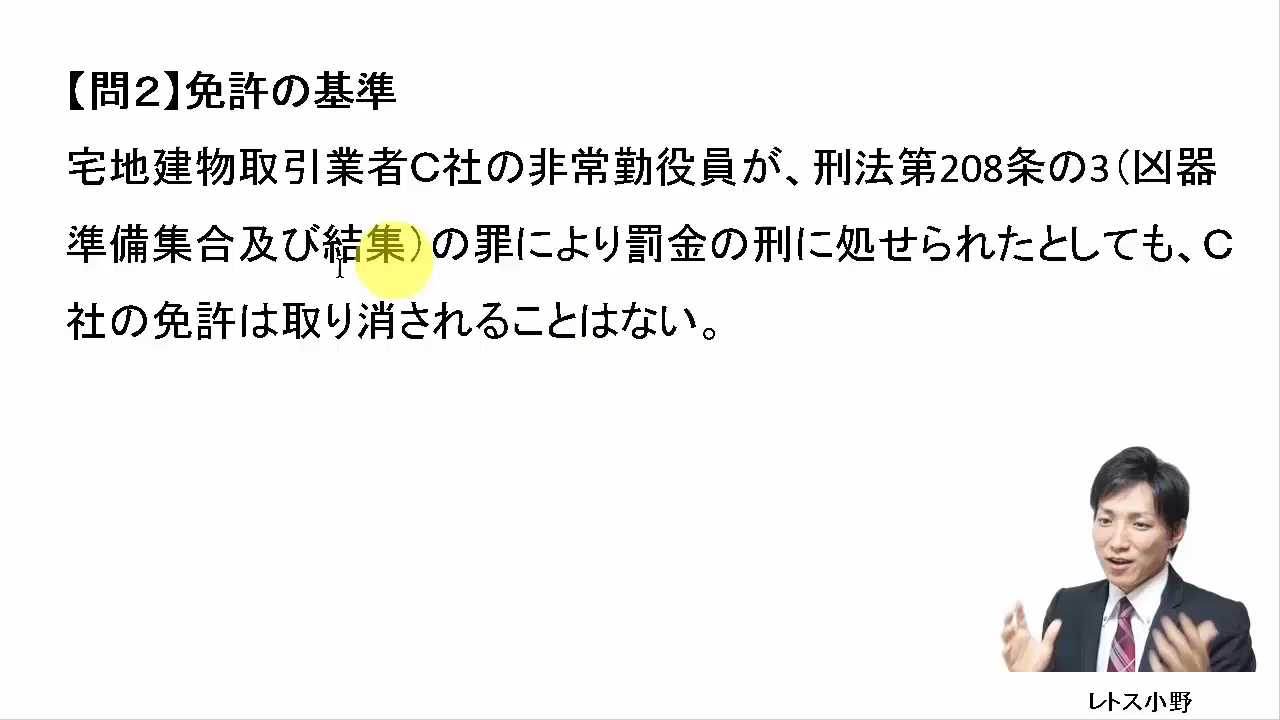 【問２】免許の基準
宅地建物取引業者Ｃ社の非常勤役員が、刑法第208条の3（凶器
準備集合及び結集）の罪により罰金の刑に処せられたとしても、Ｃ
社の免許は取り消されることはない。
レトス小野